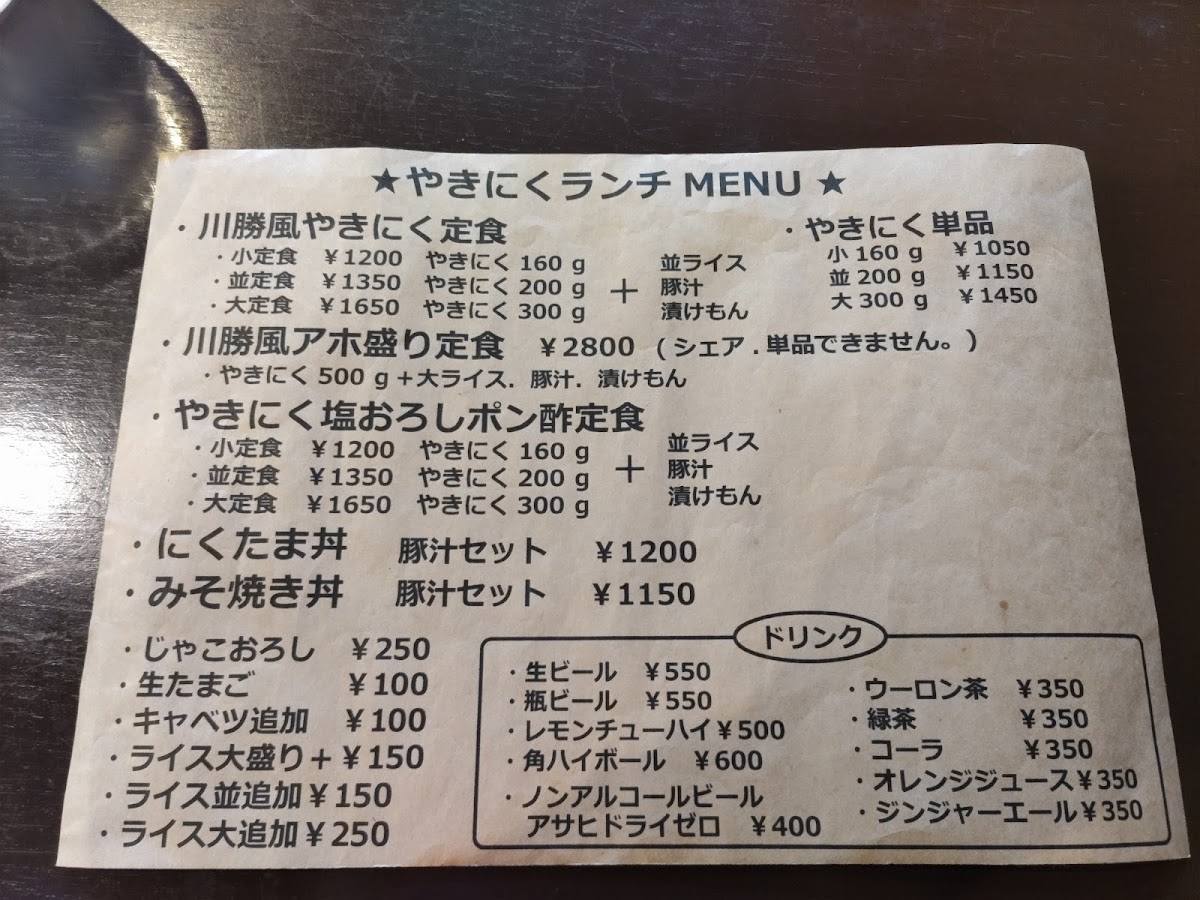 ★やきにくランチ MENU ★
・川勝風やきにく定食
・小定食 ￥1200 やきにく 160 g
・並定食 ￥1350 やきにく 200 g
・大定食 ￥1650 やきにく 300 g
＋
並ライス
豚汁
漬けもん
・やきにく単品
小 160 g ￥1050
並 200 g ￥1150
大 300 g ￥1450
・川勝風アホ盛り定食 ￥2800 ( シェア . 単品できません。)
・やきにく 500 g＋大ライス．豚汁．漬けもん
・やきにく塩おろしポン酢定食
・小定食 ￥1200 やきにく 160 g
・並定食 ￥1350 やきにく 200 g
・大定食 ￥1650 やきにく 300 g
＋
並ライス
豚汁
漬けもん
・にくたま丼 豚汁セット ￥1200
・みそ焼き丼 豚汁セット ￥1150
・じゃこおろし ￥250
・生たまご ￥100
・キャベツ追加 ￥100
・ライス大盛り＋￥150
・ライス並追加￥150
・ライス大追加￥250
ドリンク
・生ビール ￥550
・瓶ビール ￥550
・レモンチューハイ￥500
・角ハイボール ￥600
・ノンアルコールビール
アサヒドライゼロ ￥400
・ウーロン茶 ￥350
・緑茶 ￥350
・コーラ ￥350
・オレンジジュース￥350
・ジンジャーエール￥350